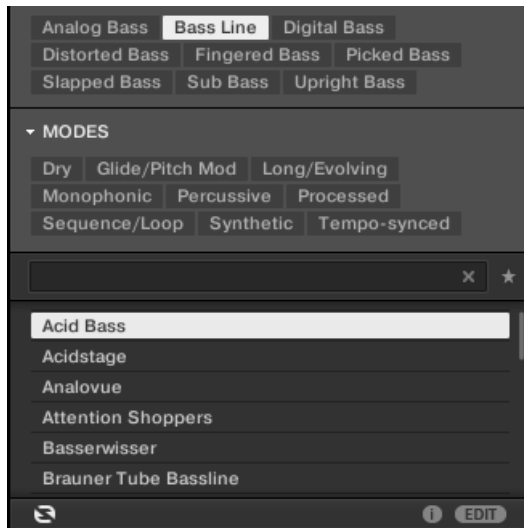 Analog Bass Bass Line Digital Bass
Distorted Bass Fingered Bass Picked Bass
Slapped Bass Sub Bass Upright Bass
MODES
Dry Glide/Pitch Mod Long/Evolving
Monophonic Percussive Processed
Sequence/Loop Synthetic Tempo-synced
Acid Bass
Acidstage
Analovue
Attention Shoppers
Basserwisser
Brauner Tube Bassline
i EDIT